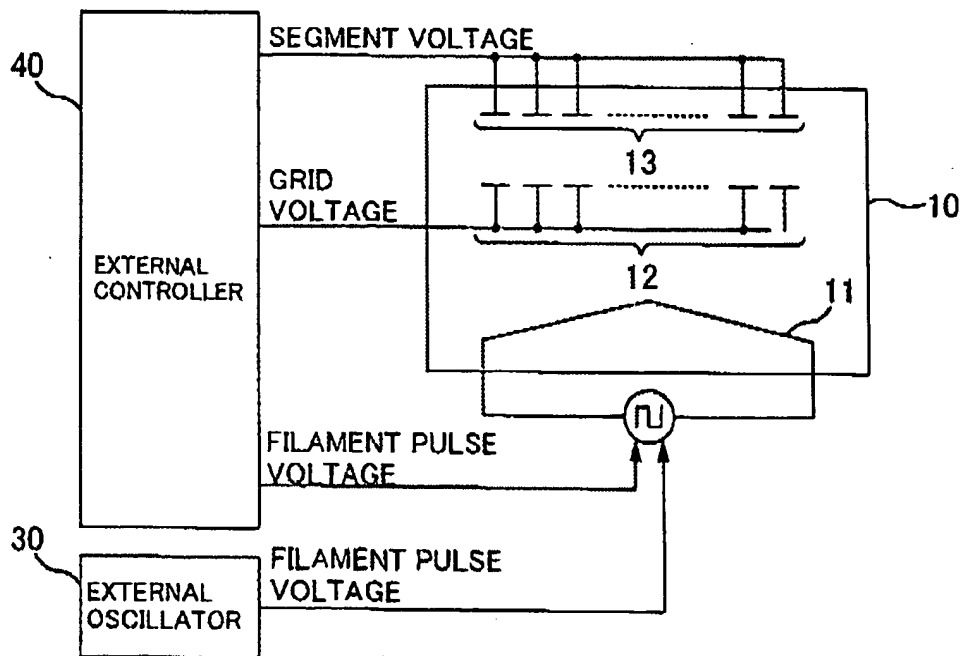 SEGMENT VOLTAGE
40
13
GRID
VOLTAGE
10
EXTERNAL
CONTROLLER
12
11
FILAMENT PULSE
VOLTAGE
30
FILAMENT PULSE
VOLTAGE
EXTERNAL
OSCILLATOR